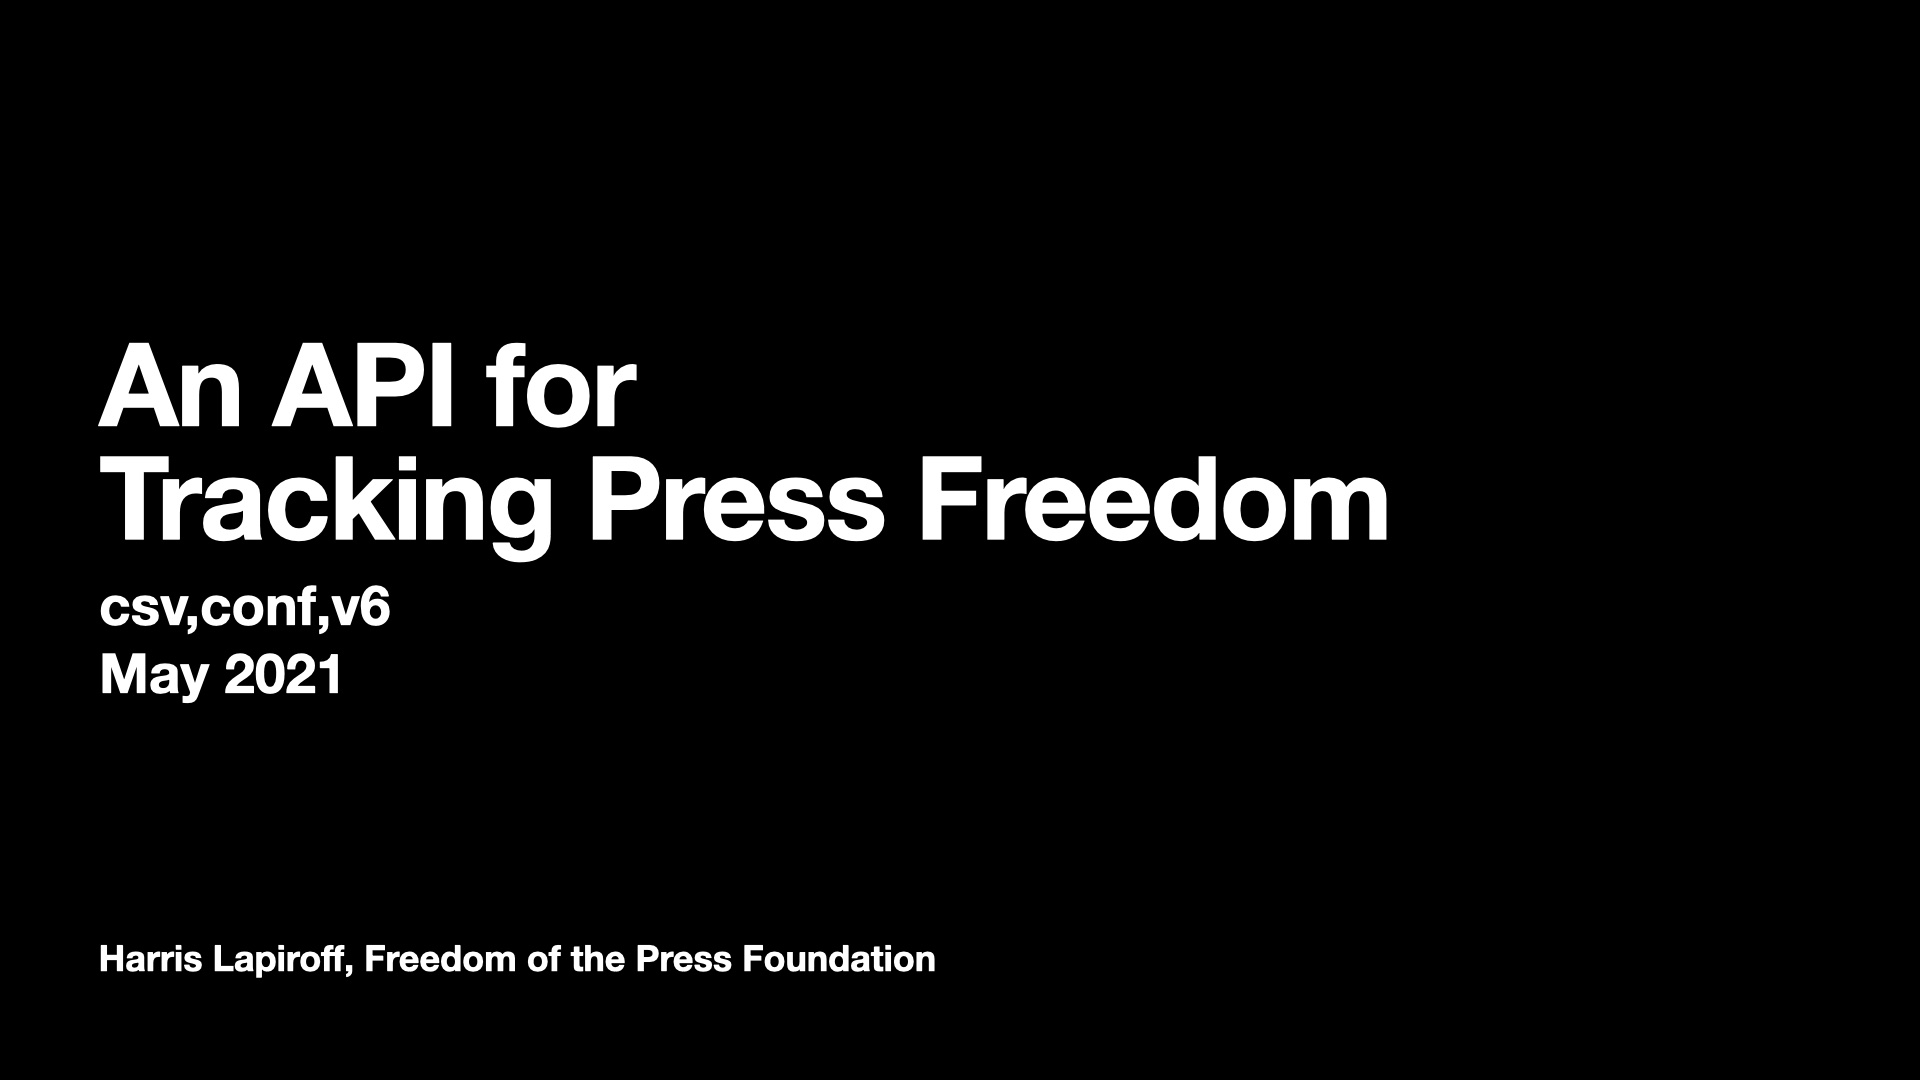 An API for
Tracking Press Freedom
csv,conf,v6
May 2021
Harris Lapiroff, Freedom of the Press Foundation